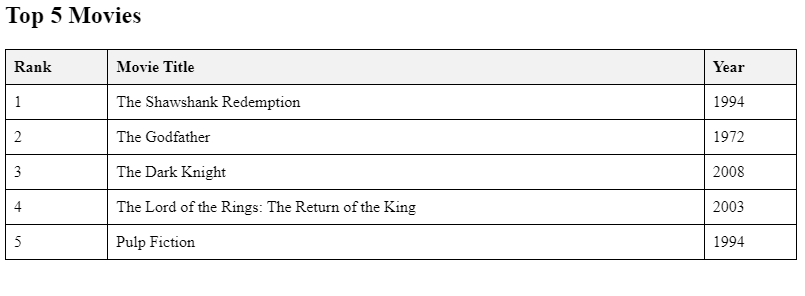 Top 5 Movies
Rank Movie Title Year
1 The Shawshank Redemption 1994
2 The Godfather 1972
3 The Dark Knight 2008
4 The Lord of the Rings: The Return of the King 2003
5 Pulp Fiction 1994